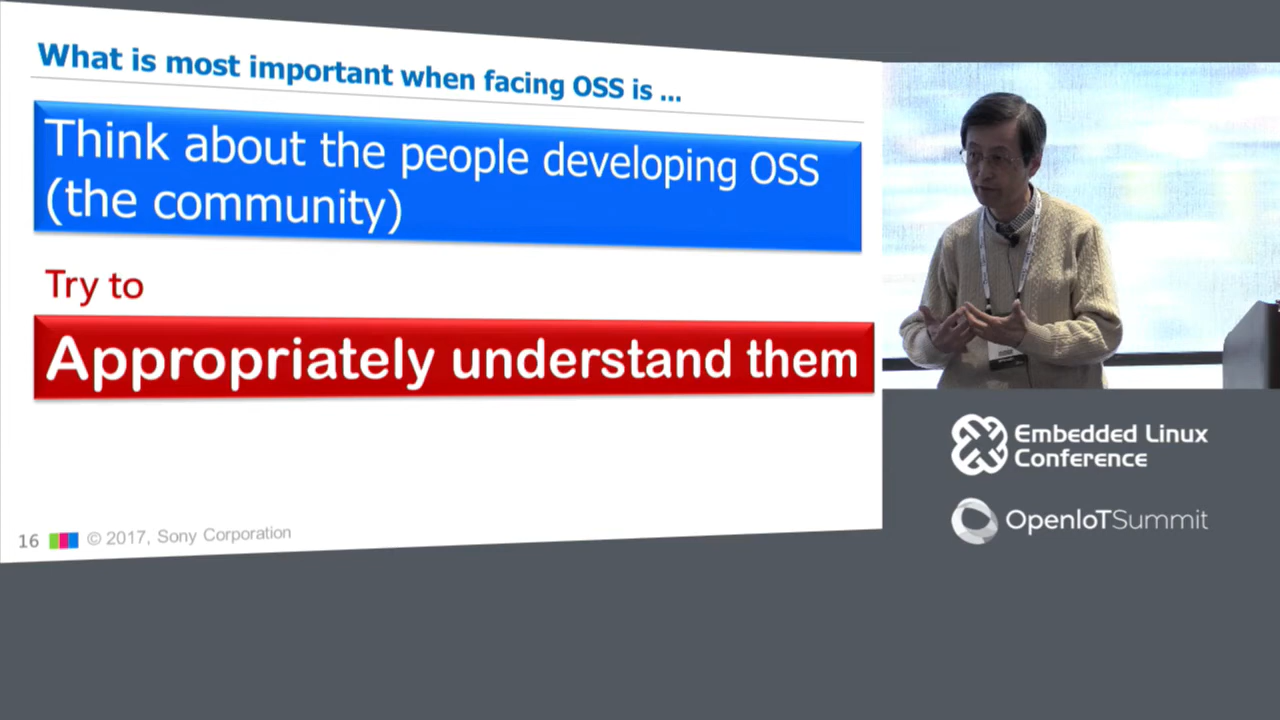 What is most important when facing OSS is ...
Think about the people developing OSS
(the community)
Try to
Appropriately understand them
16 © 2017, Sony Corporation
Embedded Linux
Conference
OpenIoTSummit